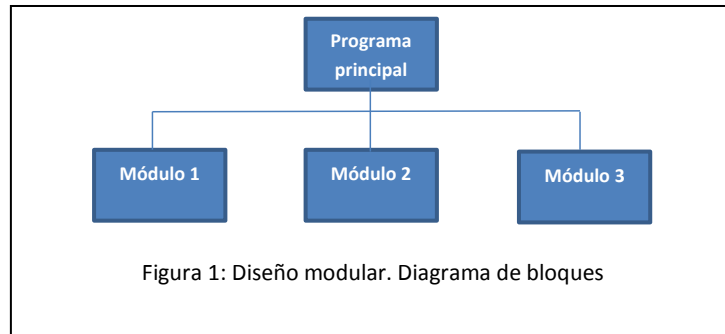 Programa
principal
Módulo 1
Módulo 2
Módulo 3
Figura 1: Diseño modular. Diagrama de bloques